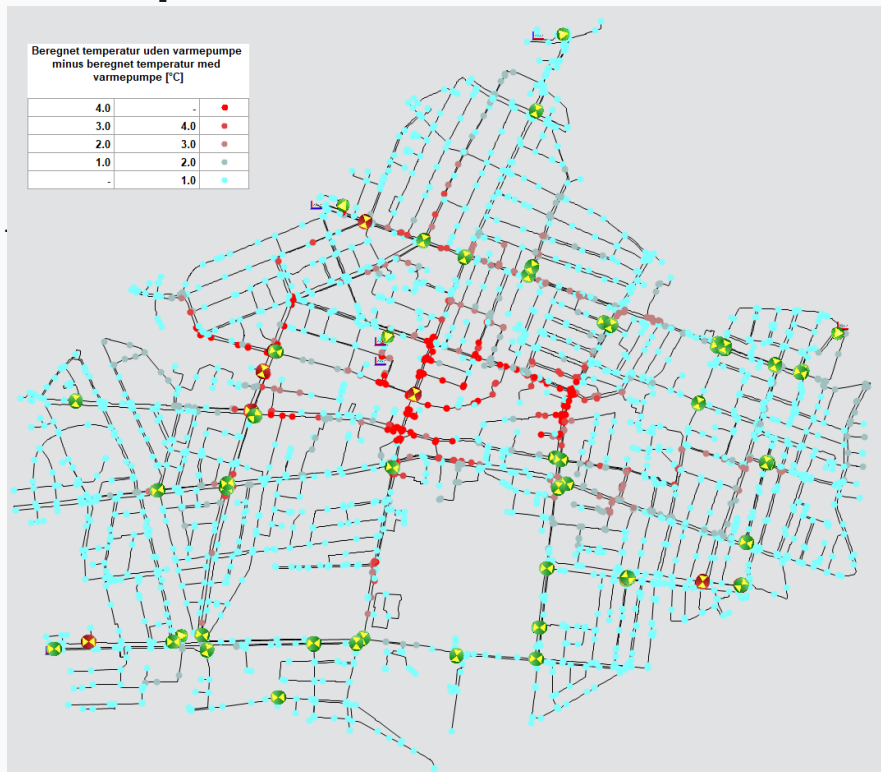 Beregnet temperatur uden varmepumpe
minus beregnet temperatur med
varmepumpe [°C]
4.0 -
3.0 4.0
2.0 3.0
1.0 2.0
- 1.0